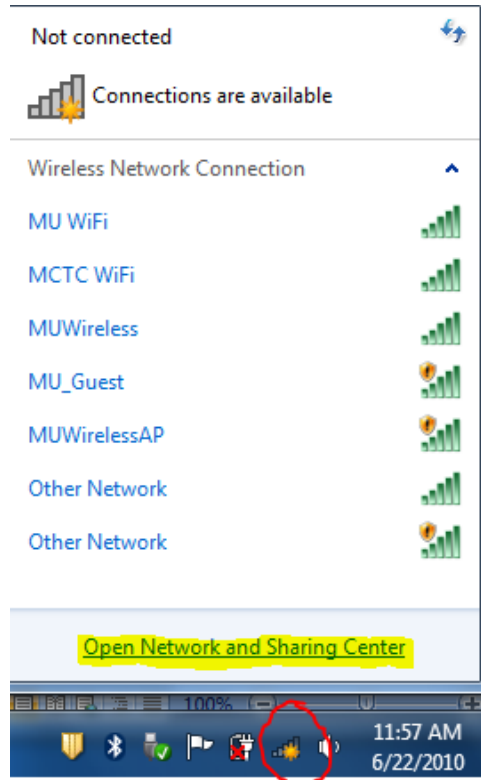 Not connected
Connections are available
Wireless Network Connection
MU WiFi
MCTC WiFi
MUWireless
MU_Guest
MUWirelessAP
Other Network
Other Network
Open Network and Sharing Center
100%
11:57 AM
6/22/2010